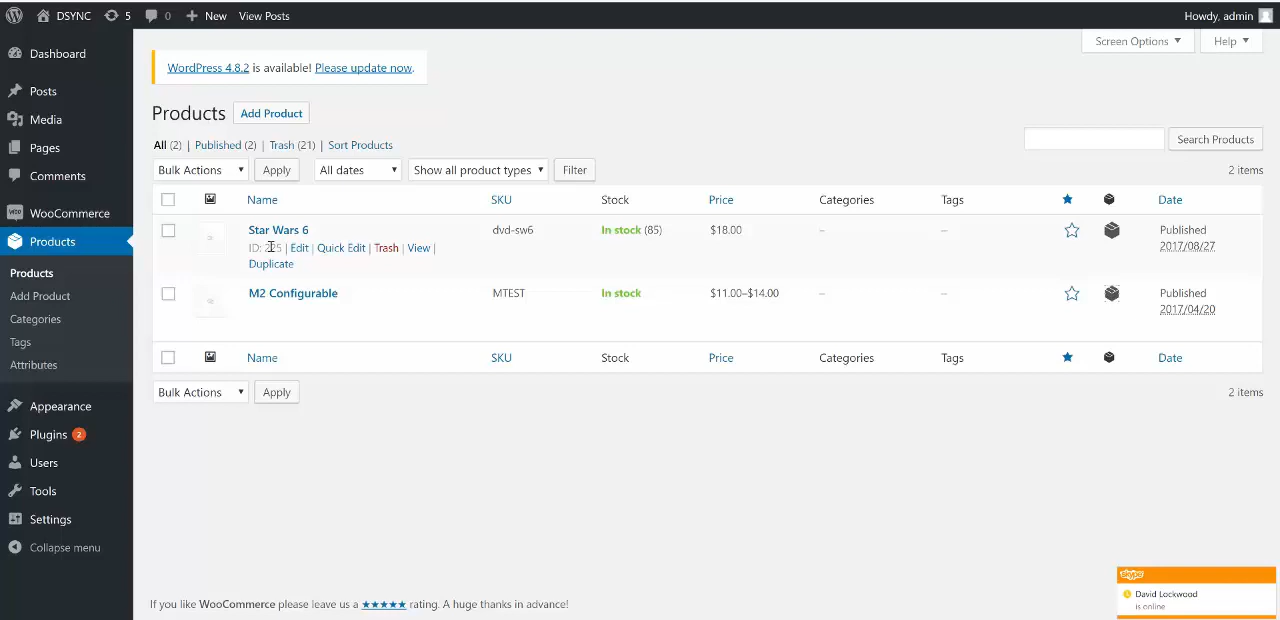 DSYNC 5 0 New View Posts Howdy, admin
Screen Options ▼ Help ▼
Dashboard
Posts
Media
Pages
Comments
WooCommerce
Products
Products
Add Product
Categories
Tags
Attributes
Appearance
Plugins 2
Users
Tools
Settings
Collapse menu
WordPress 4.8.2 is available! Please update now.
Products Add Product
All (2) | Published (2) | Trash (21) | Sort Products
Search Products
Bulk Actions ▼ Apply All dates ▼ Show all product types ▼ Filter 2 items
Name SKU Stock Price Categories Tags Date
Star Wars 6 dvd-sw6 In stock (85) $18.00 – – Published
ID: | Edit | Quick Edit | Trash | View | 2017/08/27
Duplicate
M2 Configurable MTEST In stock $11.00–$14.00 – – Published
2017/04/20
Name SKU Stock Price Categories Tags Date
Bulk Actions ▼ Apply 2 items
If you like WooCommerce please leave us a ★★★★★ rating. A huge thanks in advance!
skype
David Lockwood
is online